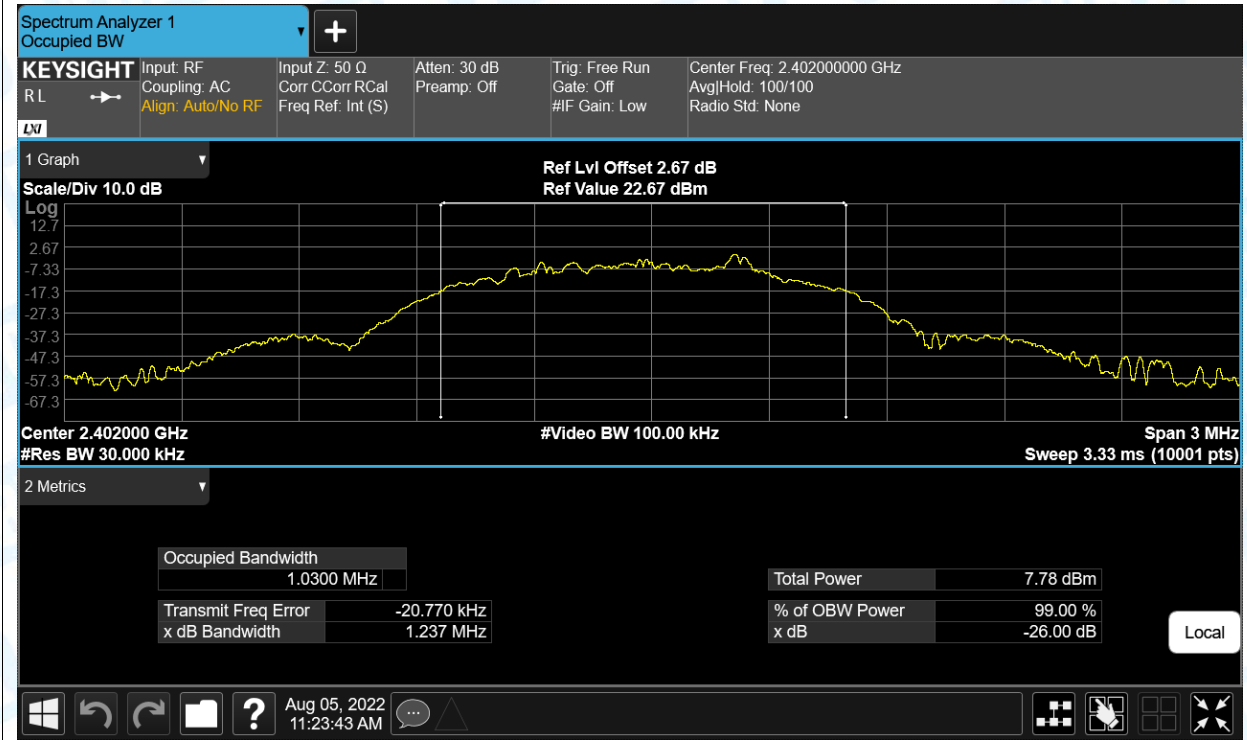 Spectrum Analyzer 1
Occupied BW
KEYSIGHT
R L
LXI
Input: RF
Coupling: AC
Align: Auto/No RF
Input Z: 50 Ω
Corr CCorr RCal
Freq Ref: Int (S)
Atten: 30 dB
Preamp: Off
Trig: Free Run
Gate: Off
#IF Gain: Low
Center Freq: 2.402000000 GHz
Avg|Hold: 100/100
Radio Std: None
1 Graph
Scale/Div 10.0 dB
Ref Lvl Offset 2.67 dB
Ref Value 22.67 dBm
Log
12.7
2.67
-7.33
-17.3
-27.3
-37.3
-47.3
-57.3
-67.3
Center 2.402000 GHz
#Res BW 30.000 kHz
#Video BW 100.00 kHz
Span 3 MHz
Sweep 3.33 ms (10001 pts)
2 Metrics
Occupied Bandwidth
1.0300 MHz
Transmit Freq Error -20.770 kHz
x dB Bandwidth 1.237 MHz
Total Power 7.78 dBm
% of OBW Power 99.00 %
x dB -26.00 dB
Local
?
Aug 05, 2022
11:23:43 AM